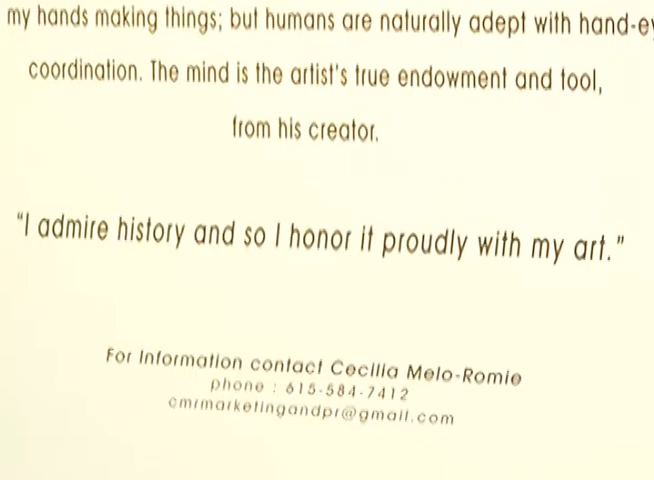 my hands making things; but humans are naturally adept with hand-ey
coordination. The mind is the artist's true endowment and tool,
from his creator.
"I admire history and so I honor it proudly with my art."
For Information contact Cecilia Melo-Romie
phone : 615-584-7412
cmrmarketingandpr@gmail.com